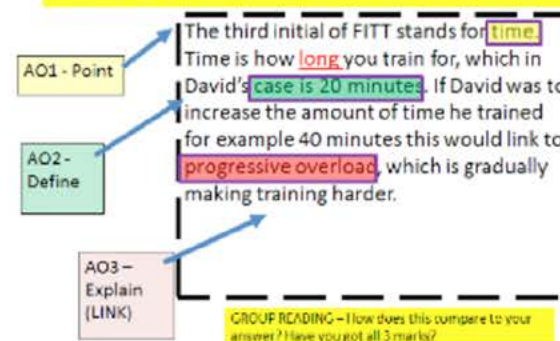 The third initial of FITT stands for time.
Time is how long you train for, which in
David's case is 20 minutes. If David was to
increase the amount of time he trained
for example 40 minutes this would link to
progressive overload, which is gradually
making training harder.
AO1 - Point
AO2 -
Define
AO3 –
Explain
(LINK)
GROUP READING – How does this compare to your
answer? Have you got all 3 marks?